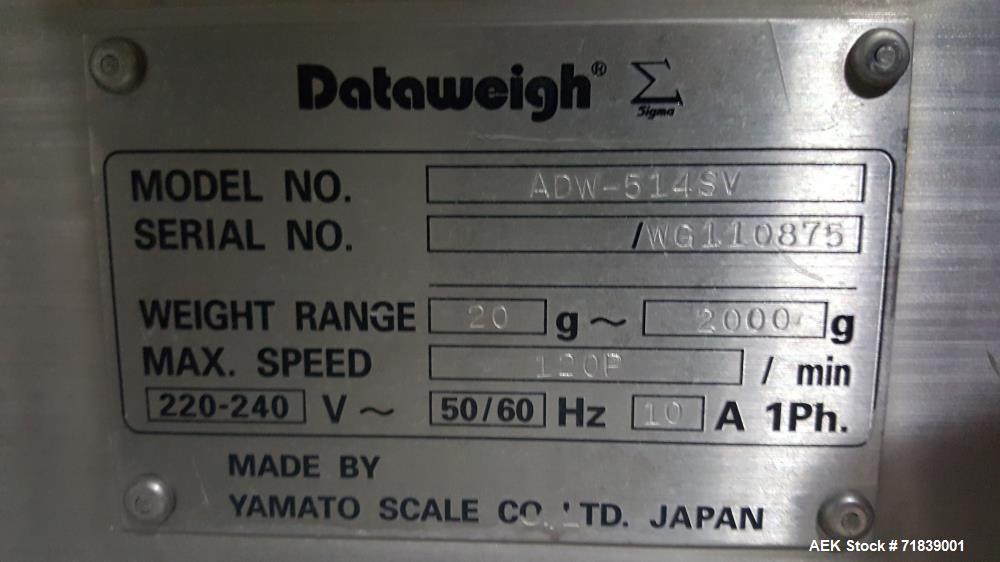 Dataweigh® Σ
Sigma
MODEL NO. ADW-514SV
SERIAL NO. /WG110875
WEIGHT RANGE 20 g ~ 2000 g
MAX. SPEED 120P / min
220-240 V ~ 50/60 Hz 10 A 1Ph.
MADE BY
YAMATO SCALE CO., LTD. JAPAN
AEK Stock # 71839001